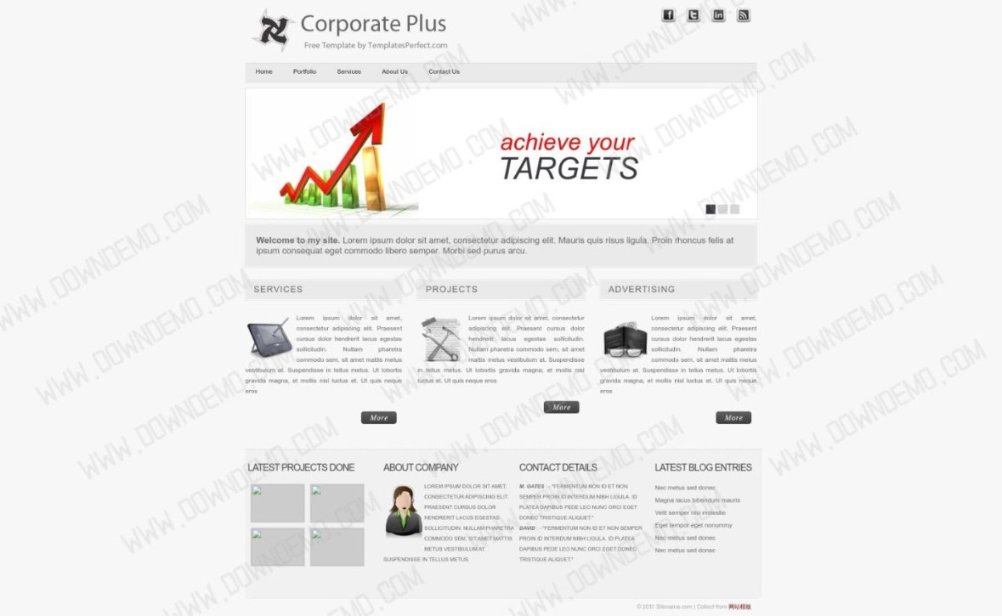 Corporate Plus
Free Template by TemplatesPerfect.com
Home Portfolio Services About Us Contact Us
achieve your
TARGETS
Welcome to my site. Lorem ipsum dolor sit amet, consectetur adipiscing elit. Mauris quis risus ligula. Proin rhoncus felis at
ipsum consequat eget commodo libero semper. Morbi sed purus arcu.
SERVICES
Lorem ipsum dolor sit amet,
consectetur adipiscing elit. Praesent
cursus dolor hendrerit lacus egestas
sollicitudin. Nullam pharetra
commodo sem, sit amet mattis metus
vestibulum at. Suspendisse in tellus metus. Ut lobortis
gravida magna, et mollis nisl luctus et. Ut quis neque
eros
More
PROJECTS
Lorem ipsum dolor sit amet, consectetur
adipiscing elit. Praesent cursus dolor
hendrerit lacus egestas sollicitudin.
Nullam pharetra commodo sem, sit amet
mattis metus vestibulum at. Suspendisse
in tellus metus. Ut lobortis gravida magna, et mollis nisl
luctus et. Ut quis neque eros
More
ADVERTISING
Lorem ipsum dolor sit amet,
consectetur adipiscing elit. Praesent
cursus dolor hendrerit lacus egestas
sollicitudin. Nullam pharetra
commodo sem, sit amet mattis metus
vestibulum at. Suspendisse in tellus metus. Ut lobortis
gravida magna, et mollis nisl luctus et. Ut quis neque
eros
More
LATEST PROJECTS DONE
ABOUT COMPANY
LOREM IPSUM DOLOR SIT AMET,
CONSECTETUR ADIPISCING ELIT.
PRAESENT CURSUS DOLOR
HENDRERIT LACUS EGESTAS
SOLLICITUDIN. NULLAM PHARETRA
COMMODO SEM, SIT AMET MATTIS
METUS VESTIBULUM AT.
SUSPENDISSE IN TELLUS METUS.
CONTACT DETAILS
M. GATES - "FERMENTUM NON ID ET NON
SEMPER PROIN ID INTERDUM NIBH LIGULA. ID
PLATEA DAPIBUS PEDE LEO NUNC ORCI EGET
DONEC TRISTIQUE ALIQUET."
DAVID - "FERMENTUM NON ID ET NON SEMPER
PROIN ID INTERDUM NIBH LIGULA. ID PLATEA
DAPIBUS PEDE LEO NUNC ORCI EGET DONEC
TRISTIQUE ALIQUET."
LATEST BLOG ENTRIES
Nec metus sed donec
Magna lacus bibendum mauris
Velit semper nisi molestie
Eget tempor eget nonummy
Nec metus sed donec
Nec metus sed donec
© 2011 Sitename.com | Collect from 网站模板
WWW.DOWNDEMO.COM